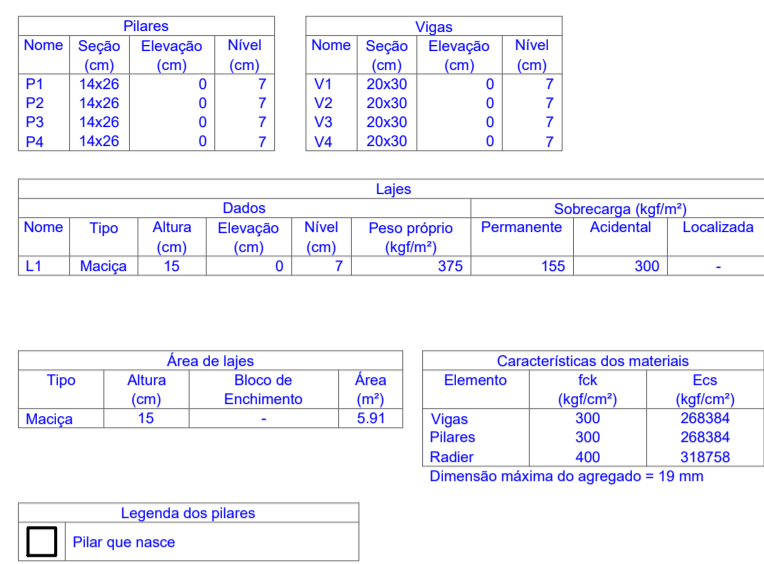 Pilares
Nome Seção Elevação Nível
(cm) (cm) (cm)
P1 14x26 0 7
P2 14x26 0 7
P3 14x26 0 7
P4 14x26 0 7
Vigas
Nome Seção Elevação Nível
(cm) (cm) (cm)
V1 20x30 0 7
V2 20x30 0 7
V3 20x30 0 7
V4 20x30 0 7
Lajes
Dados Sobrecarga (kgf/m²)
Nome Tipo Altura Elevação Nível Peso próprio Permanente Acidental Localizada
(cm) (cm) (cm) (kgf/m²)
L1 Maciça 15 0 7 375 155 300 -
Área de lajes
Tipo Altura Bloco de Área
(cm) Enchimento (m²)
Maciça 15 - 5.91
Características dos materiais
Elemento fck Ecs
(kgf/cm²) (kgf/cm²)
Vigas 300 268384
Pilares 300 268384
Radier 400 318758
Dimensão máxima do agregado = 19 mm
Legenda dos pilares
Pilar que nasce